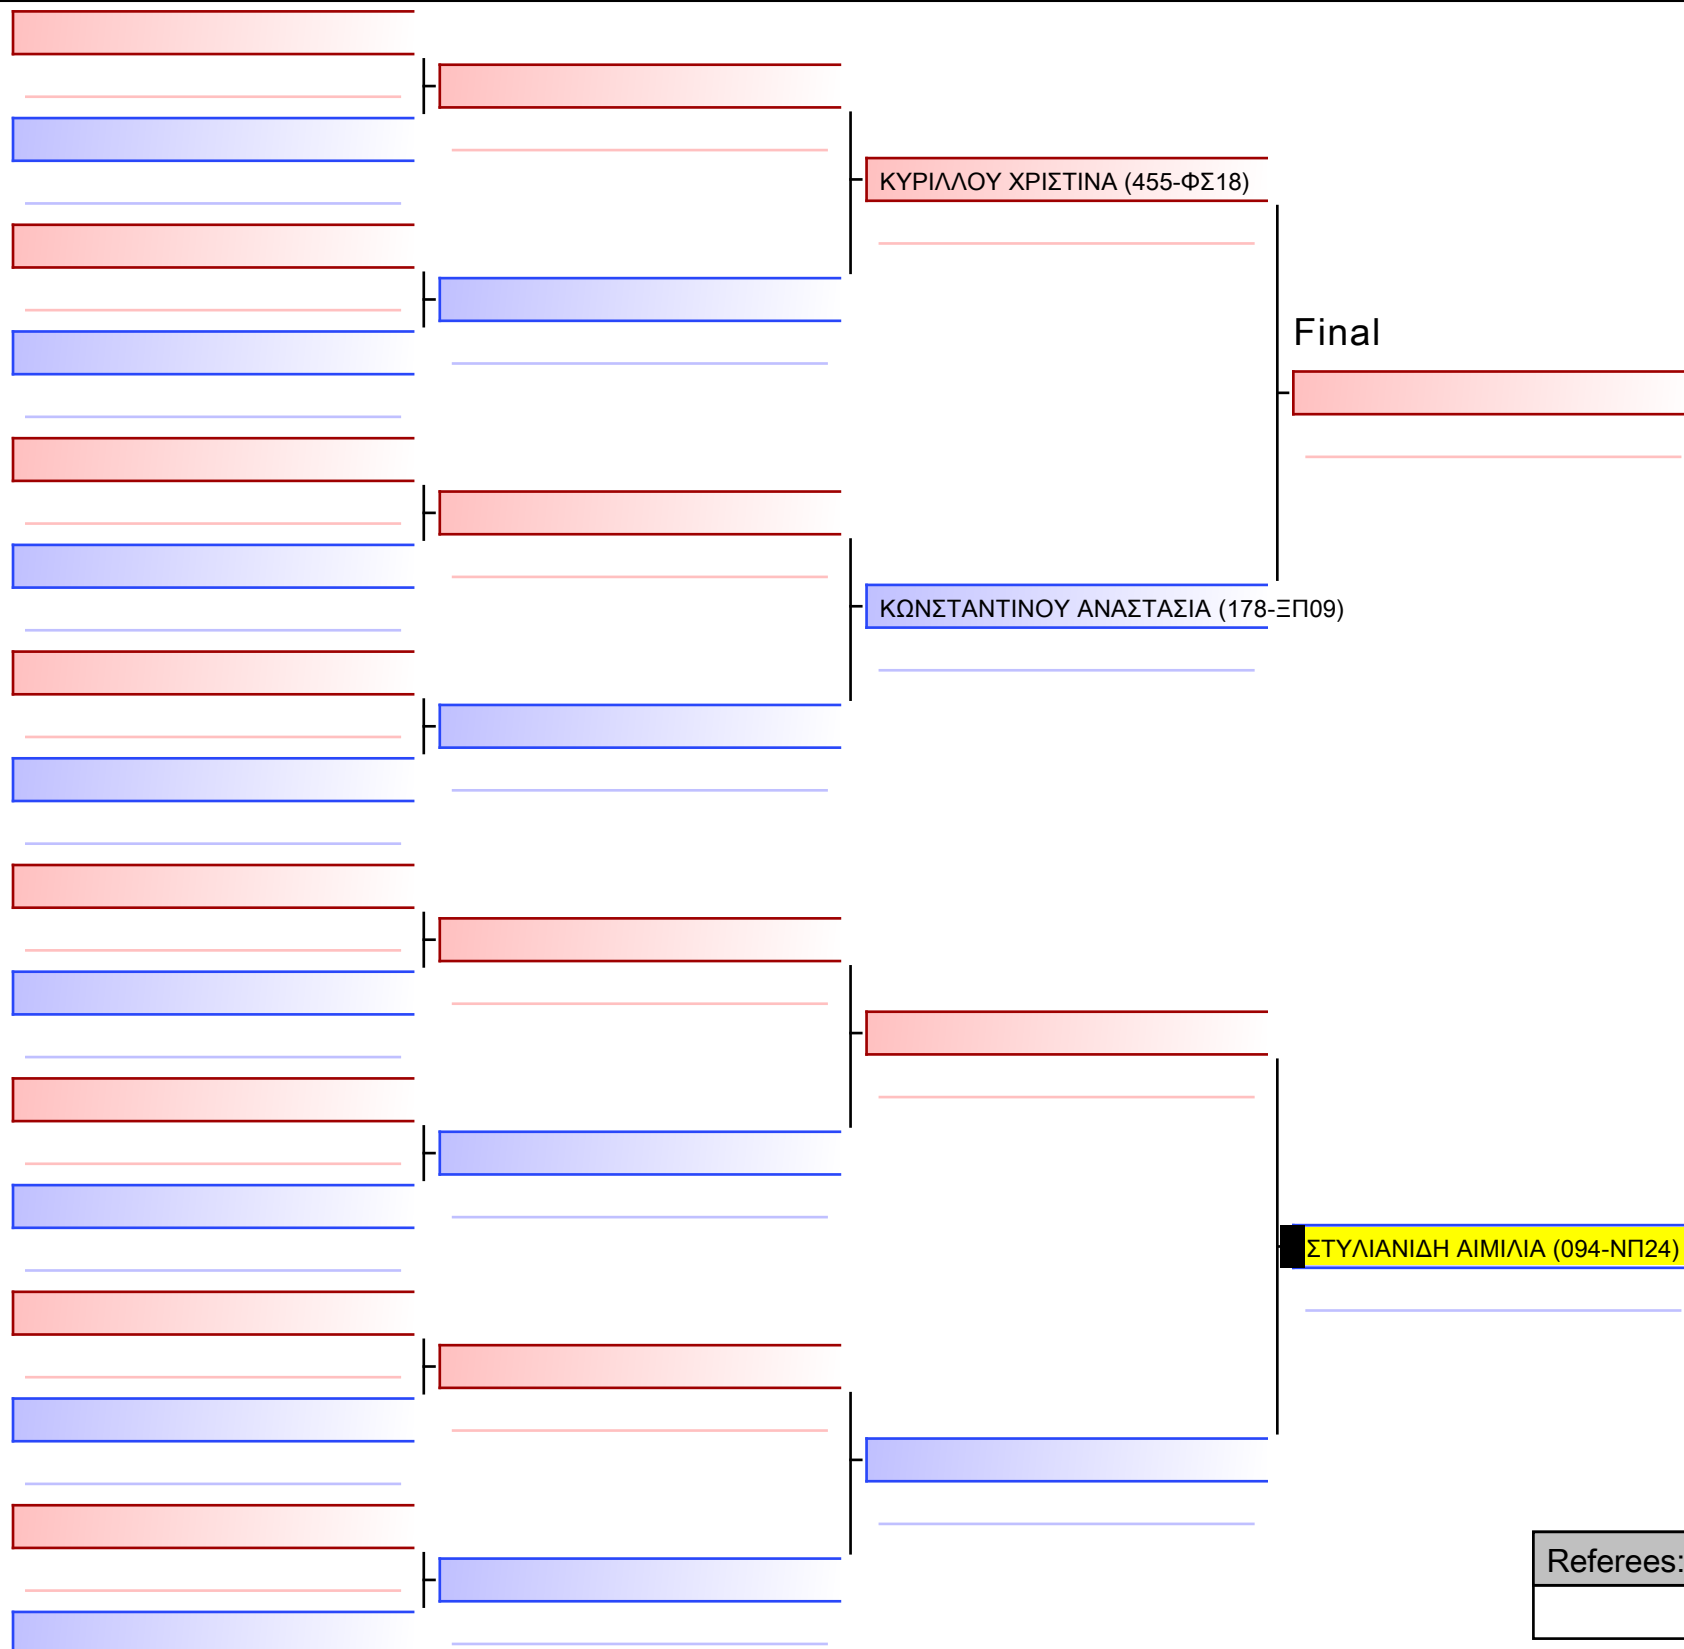 ΚΥΡΙΛΛΟΥ ΧΡΙΣΤΙΝΑ (455-ΦΣ18)
Final
ΚΩΝΣΤΑΝΤΙΝΟΥ ΑΝΑΣΤΑΣΙΑ (178-ΞΠ09)
ΣΤΥΛΙΑΝΙΔΗ ΑΙΜΙΛΙΑ (094-ΝΠ24)
Referees: